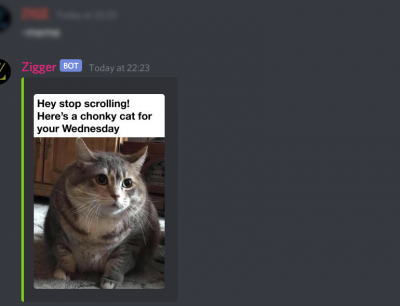 Zigger BOT Today at 22:23
Hey stop scrolling!
Here's a chonky cat for
your Wednesday